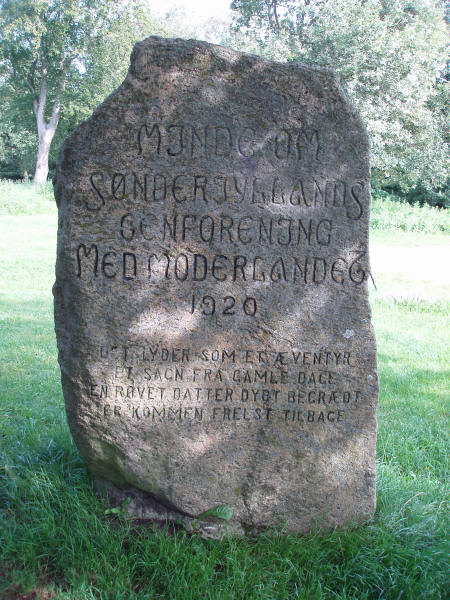 MINDE OM
SØNDERJYLLANDS
GENFORENING
MED MODERLANDET
1920
DET LYDER SOM ET ÆVENTYR
ET SAGN FRA GAMLE DAGE
EN RØVET DATTER DYBT BEGRÆDT
ER KOMMEN FRELST TILBAGE